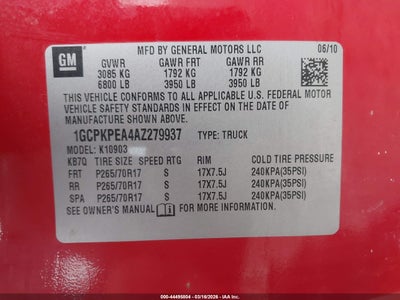 GM
MFD BY GENERAL MOTORS LLC 06/10
GVWR GAWR FRT GAWR RR
3085 KG 1792 KG 1792 KG
6800 LB 3950 LB 3950 LB
THIS VEHICLE CONFORMS TO ALL APPLICABLE U.S. FEDERAL MOTOR
VEHICLE SAFETY STANDARDS IN EFFECT ON THE DATE OF
MANUFACTURE SHOWN ABOVE.
1GCPKPEA4AZ279937 TYPE: TRUCK
MODEL: K10903
KB7Q TIRE SIZE SPEED RTG RIM COLD TIRE PRESSURE
FRT P265/70R17 S 17X7.5J 240KPA(35PSI)
RR P265/70R17 S 17X7.5J 240KPA(35PSI)
SPA P265/70R17 S 17X7.5J 240KPA(35PSI)
SEE OWNER'S MANUAL FOR MORE INFORMATION.
000-44495804 - 03/18/2026 - IAA Inc.